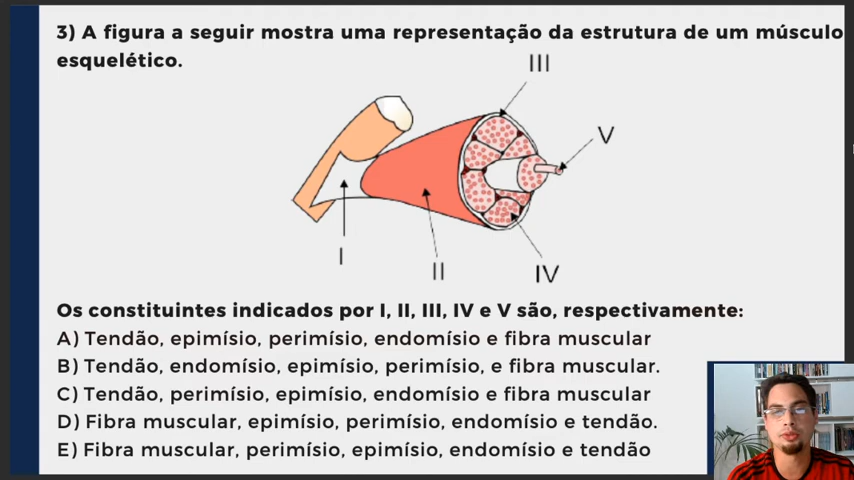 3) A figura a seguir mostra uma representação da estrutura de um músculo
esquelético.
III
V
I
II
IV
Os constituintes indicados por I, II, III, IV e V são, respectivamente:
A) Tendão, epimísio, perimísio, endomísio e fibra muscular
B) Tendão, endomísio, epimísio, perimísio, e fibra muscular.
C) Tendão, perimísio, epimísio, endomísio e fibra muscular
D) Fibra muscular, epimísio, perimísio, endomísio e tendão.
E) Fibra muscular, perimísio, epimísio, endomísio e tendão